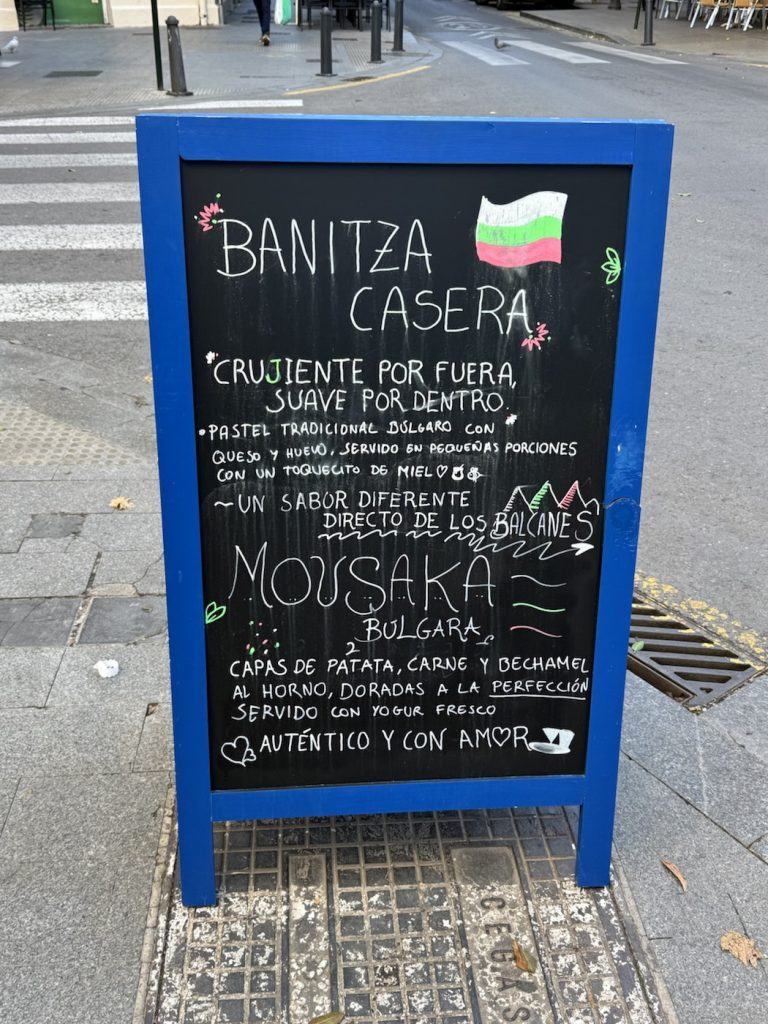 BANITZA
CASERA
CRUJIENTE POR FUERA,
SUAVE POR DENTRO.
• PASTEL TRADICIONAL BÚLGARO CON
QUESO Y HUEVO, SERVIDO EN PEQUEÑAS PORCIONES
CON UN TOQUECITO DE MIEL ♡
~ UN SABOR DIFERENTE
DIRECTO DE LOS BALCANES
MOUSAKA
BULGARA
CAPAS DE PATATA, CARNE Y BECHAMEL
AL HORNO, DORADAS A LA PERFECCIÓN
SERVIDO CON YOGUR FRESCO
AUTÉNTICO Y CON AM♡R
CEGAS